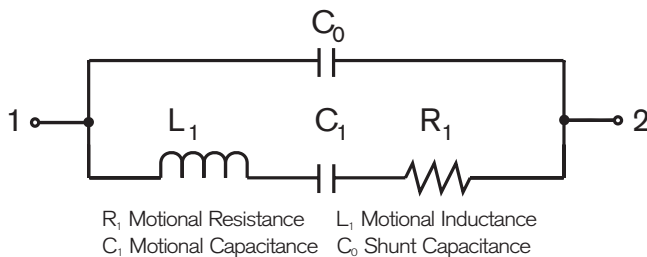 C₀
1
L₁
C₁
R₁
2
R₁ Motional Resistance L₁ Motional Inductance
C₁ Motional Capacitance C₀ Shunt Capacitance